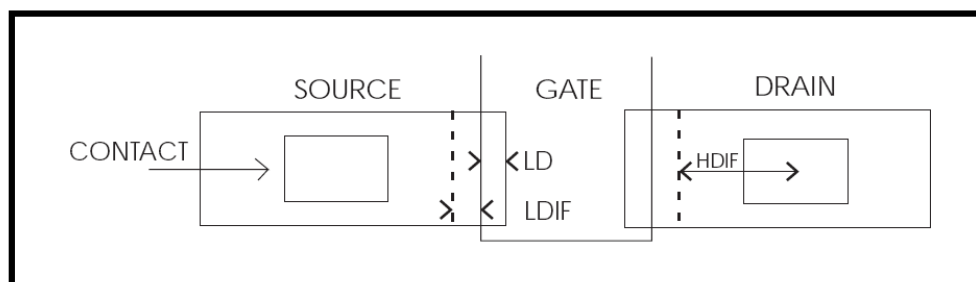 SOURCE
GATE
DRAIN
CONTACT
LD
HDIF
LDIF